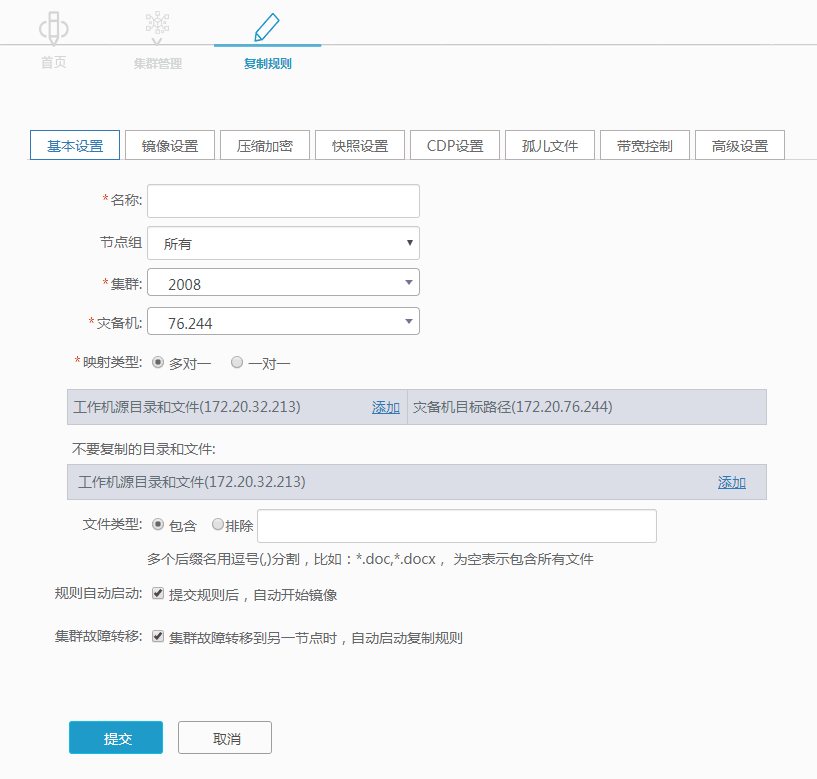 首页 集群管理 复制规则
基本设置 镜像设置 压缩加密 快照设置 CDP设置 孤儿文件 带宽控制 高级设置
*名称:
节点组 所有
*集群: 2008
*灾备机: 76.244
*映射类型: 多对一 一对一
工作机源目录和文件(172.20.32.213) 添加 灾备机目标路径(172.20.76.244)
不要复制的目录和文件:
工作机源目录和文件(172.20.32.213) 添加
文件类型: 包含 排除
多个后缀名用逗号(,)分割，比如：*.doc,*.docx， 为空表示包含所有文件
规则自动启动: 提交规则后，自动开始镜像
集群故障转移: 集群故障转移到另一节点时，自动启动复制规则
提交 取消